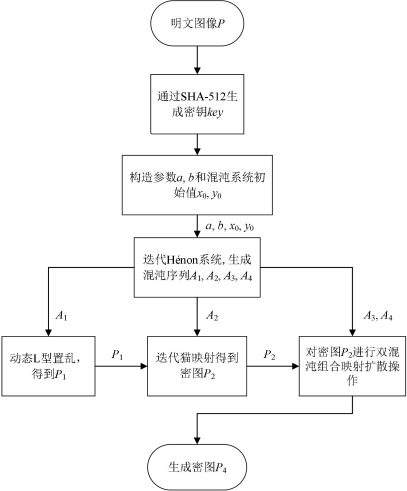 明文图像P
通过SHA-512生
成密钥key
构造参数a, b和混沌系统初
始值x₀, y₀
a, b, x₀, y₀
迭代Hénon系统, 生成
混沌序列A₁, A₂, A₃, A₄
A₁
A₂
A₃, A₄
动态L型置乱,
得到P₁
P₁
迭代猫映射得到
密图P₂
P₂
对密图P₂进行双混
沌组合映射扩散操
作
生成密图P₄